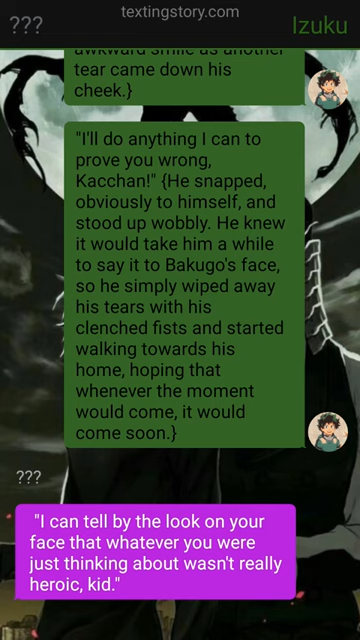 textingstory.com
??? Izuku
awkward smile as another
tear came down his
cheek.}
"I'll do anything I can to
prove you wrong,
Kacchan!" {He snapped,
obviously to himself, and
stood up wobbly. He knew
it would take him a while
to say it to Bakugo's face,
so he simply wiped away
his tears with his
clenched fists and started
walking towards his
home, hoping that
whenever the moment
would come, it would
come soon.}
???
"I can tell by the look on your
face that whatever you were
just thinking about wasn't really
heroic, kid."